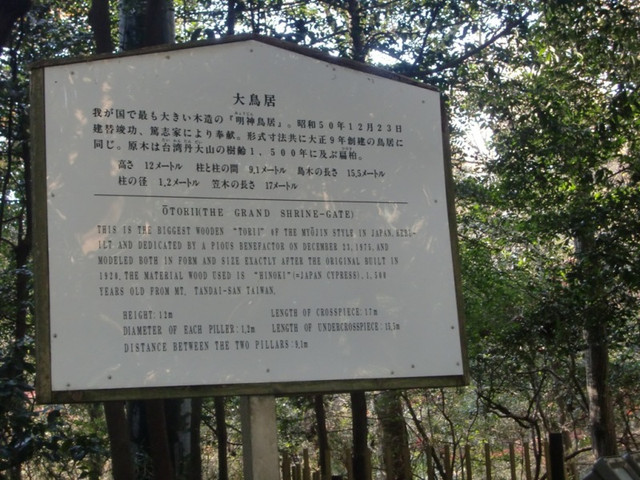 大鳥居
我が国で最も大きい木造の『明神鳥居』。昭和50年12月23日
建替竣功、篤志家により奉献。形式寸法共に大正9年創建の鳥居に
同じ。原木は台湾丹大山の樹齢1,500年に及ぶ扁柏。
高さ 12メートル 柱と柱の間 9.1メートル 島木の長さ 15.5メートル
柱の径 1.2メートル 笠木の長さ 17メートル
ŌTORII(THE GRAND SHRINE-GATE)
THIS IS THE BIGGEST WOODEN "TORII" OF THE MYŌJIN STYLE IN JAPAN, REBU-
ILT AND DEDICATED BY A PIOUS BENEFACTOR ON DECEMBER 23, 1975, AND
MODELED BOTH IN FORM AND SIZE EXACTLY AFTER THE ORIGINAL BUILT IN
1920. THE MATERIAL WOOD USED IS "HINOKI"(=JAPAN CYPRESS), 1,500
YEARS OLD FROM MT. TANDAI-SAN TAIWAN.
HEIGHT: 12m LENGTH OF CROSSPIECE: 17m
DIAMETER OF EACH PILLER: 1.2m LENGTH OF UNDERCROSSPIECE: 15.5m
DISTANCE BETWEEN THE TWO PILLARS: 9.1m